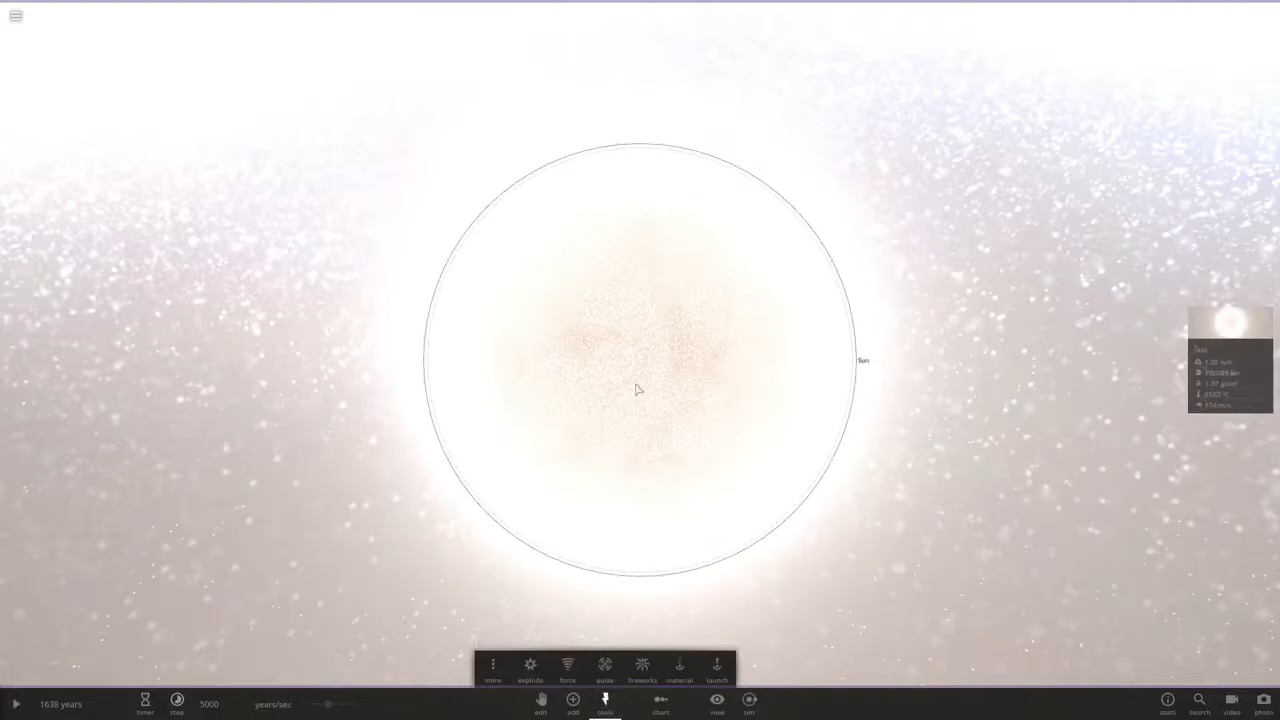 Sun
more explode force pulse fireworks material launch
1638 years
timer step
5000 years/sec
edit add tools chart view sim
stats search video photo